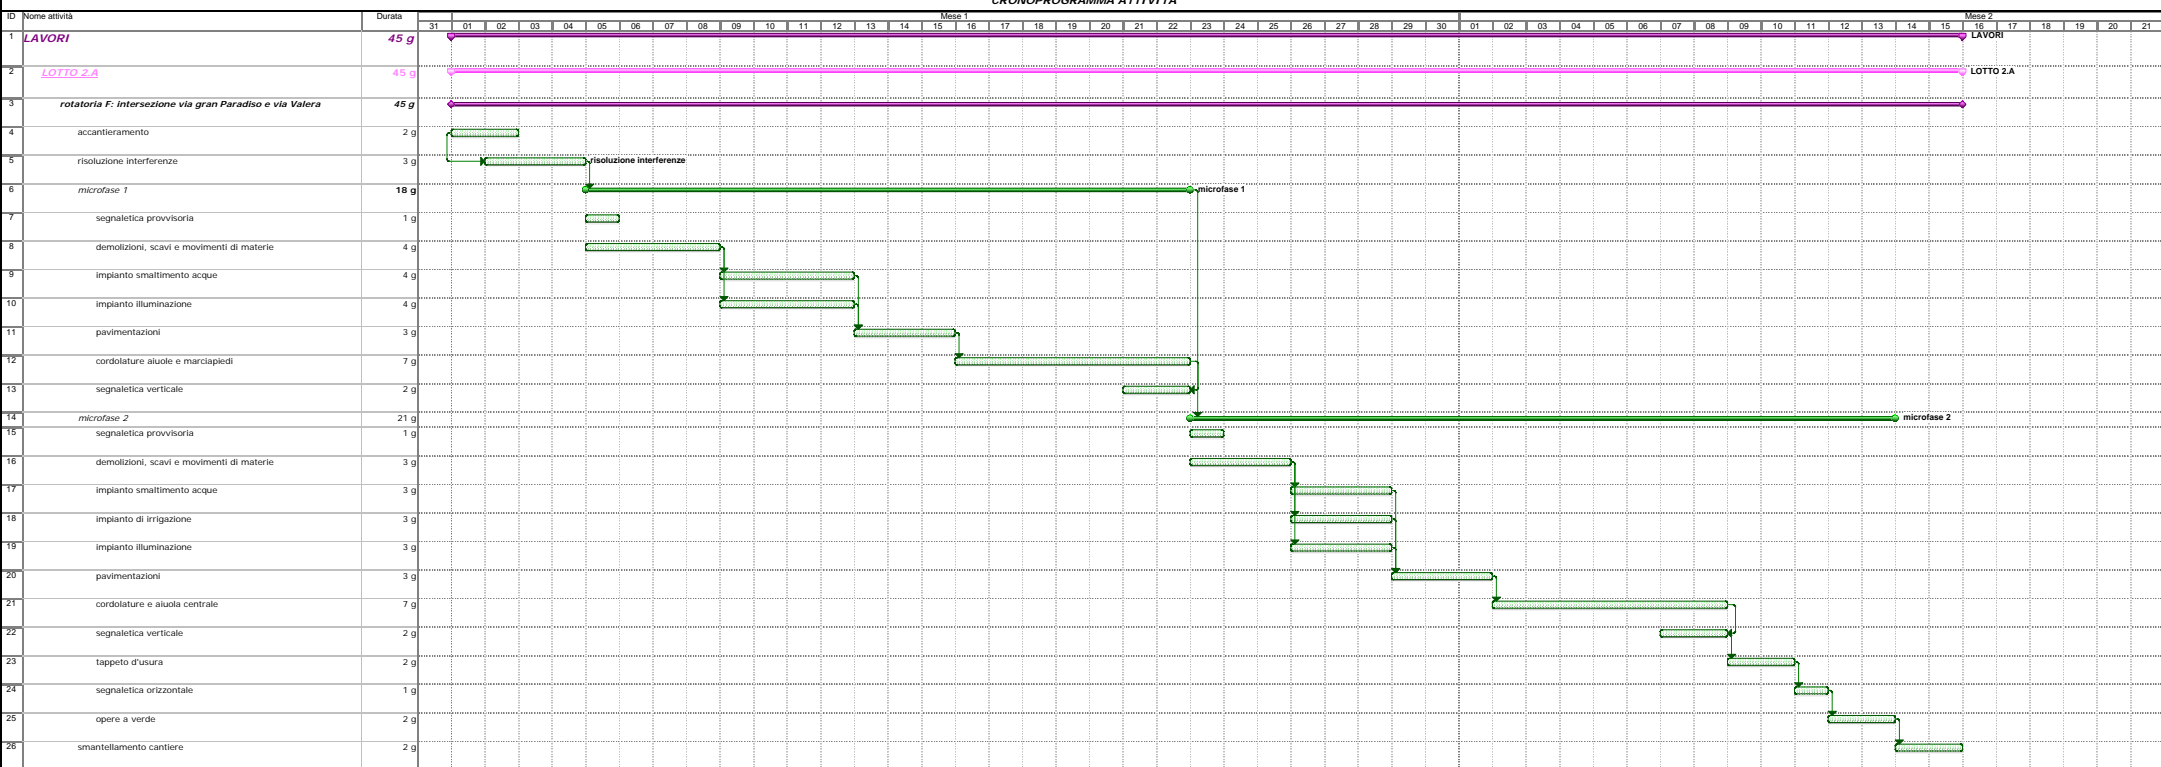 CRONOPROGRAMMA ATTIVITA'
ID Nome attività Durata Mese 1 Mese 2
31 01 02 03 04 05 06 07 08 09 10 11 12 13 14 15 16 17 18 19 20 21 22 23 24 25 26 27 28 29 30 01 02 03 04 05 06 07 08 09 10 11 12 13 14 15 16 17 18 19 20 21
1 LAVORI 45 g LAVORI
2 LOTTO 2.A 45 g LOTTO 2.A
3 rotatoria F: intersezione via gran Paradiso e via Valera 45 g
4 accantieramento 2 g
5 risoluzione interferenze 3 g risoluzione interferenze
6 microfase 1 18 g microfase 1
7 segnaletica provvisoria 1 g
8 demolizioni, scavi e movimenti di materie 4 g
9 impianto smaltimento acque 4 g
10 impianto illuminazione 4 g
11 pavimentazioni 3 g
12 cordolature aiuole e marciapiedi 7 g
13 segnaletica verticale 2 g
14 microfase 2 21 g microfase 2
15 segnaletica provvisoria 1 g
16 demolizioni, scavi e movimenti di materie 3 g
17 impianto smaltimento acque 3 g
18 impianto di irrigazione 3 g
19 impianto illuminazione 3 g
20 pavimentazioni 3 g
21 cordolature e aiuola centrale 7 g
22 segnaletica verticale 2 g
23 tappeto d'usura 2 g
24 segnaletica orizzontale 1 g
25 opere a verde 2 g
26 smantellamento cantiere 2 g